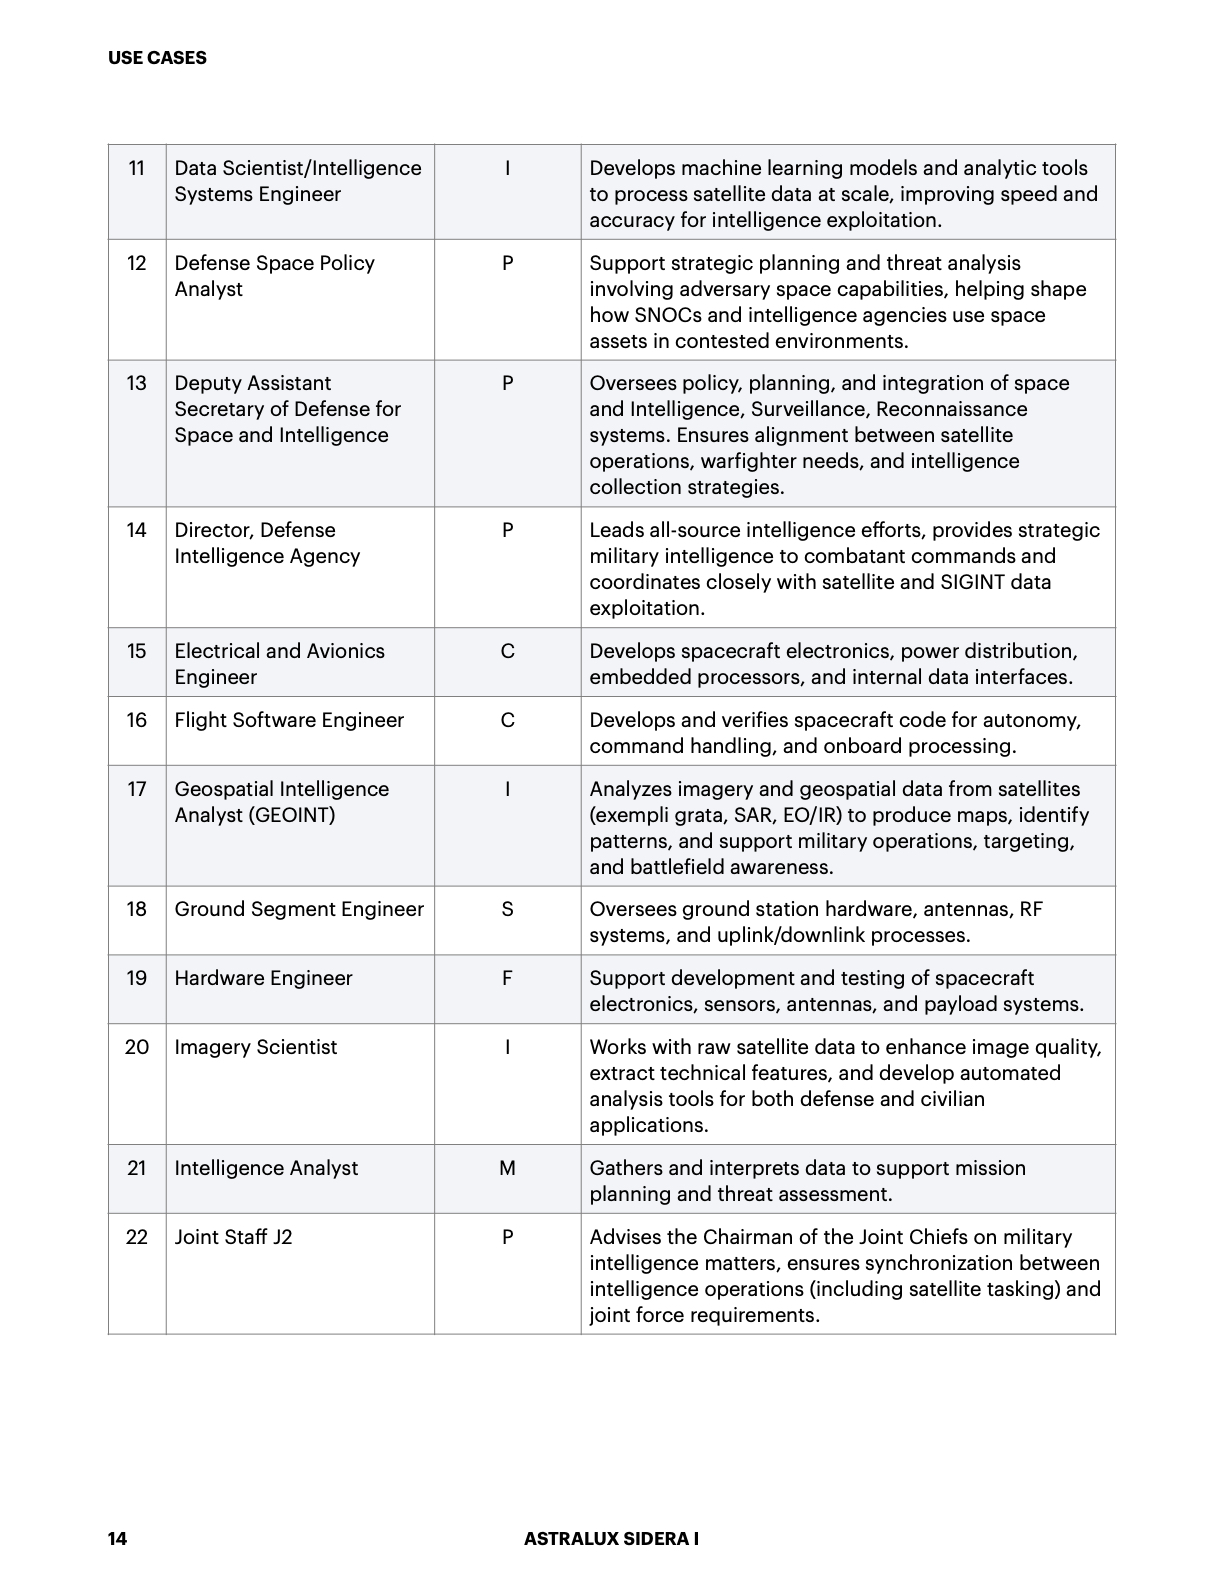 USE CASES
11 Data Scientist/Intelligence I Develops machine learning models and analytic tools
Systems Engineer to process satellite data at scale, improving speed and
accuracy for intelligence exploitation.
12 Defense Space Policy P Support strategic planning and threat analysis
Analyst involving adversary space capabilities, helping shape
how SNOCs and intelligence agencies use space
assets in contested environments.
13 Deputy Assistant P Oversees policy, planning, and integration of space
Secretary of Defense for and Intelligence, Surveillance, Reconnaissance
Space and Intelligence systems. Ensures alignment between satellite
operations, warfighter needs, and intelligence
collection strategies.
14 Director, Defense P Leads all-source intelligence efforts, provides strategic
Intelligence Agency military intelligence to combatant commands and
coordinates closely with satellite and SIGINT data
exploitation.
15 Electrical and Avionics C Develops spacecraft electronics, power distribution,
Engineer embedded processors, and internal data interfaces.
16 Flight Software Engineer C Develops and verifies spacecraft code for autonomy,
command handling, and onboard processing.
17 Geospatial Intelligence I Analyzes imagery and geospatial data from satellites
Analyst (GEOINT) (exempli grata, SAR, EO/IR) to produce maps, identify
patterns, and support military operations, targeting,
and battlefield awareness.
18 Ground Segment Engineer S Oversees ground station hardware, antennas, RF
systems, and uplink/downlink processes.
19 Hardware Engineer F Support development and testing of spacecraft
electronics, sensors, antennas, and payload systems.
20 Imagery Scientist I Works with raw satellite data to enhance image quality,
extract technical features, and develop automated
analysis tools for both defense and civilian
applications.
21 Intelligence Analyst M Gathers and interprets data to support mission
planning and threat assessment.
22 Joint Staff J2 P Advises the Chairman of the Joint Chiefs on military
intelligence matters, ensures synchronization between
intelligence operations (including satellite tasking) and
joint force requirements.
14 ASTRALUX SIDERA I